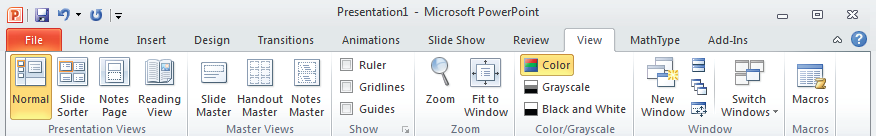 Presentation1 - Microsoft PowerPoint
File Home Insert Design Transitions Animations Slide Show Review View MathType Add-Ins
Normal
Slide Sorter
Notes Page
Reading View
Presentation Views
Slide Master
Handout Master
Notes Master
Master Views
Ruler
Gridlines
Guides
Show
Zoom
Fit to Window
Zoom
Color
Grayscale
Black and White
Color/Grayscale
New Window
Switch Windows
Window
Macros
Macros